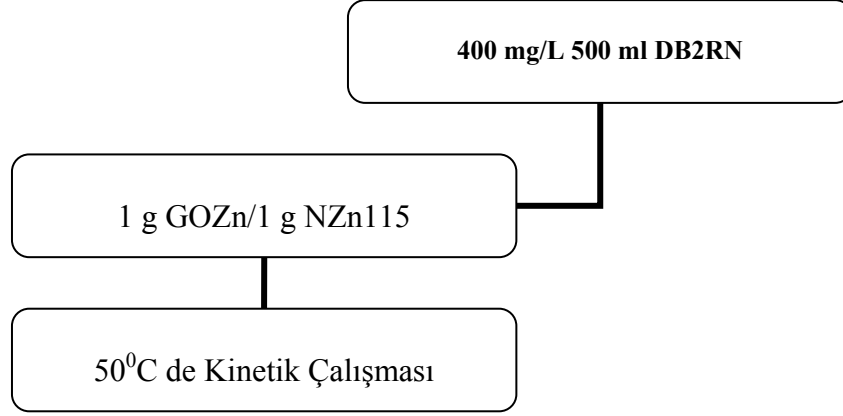 400 mg/L 500 ml DB2RN
1 g GOZn/1 g NZn115
50⁰C de Kinetik Çalışması